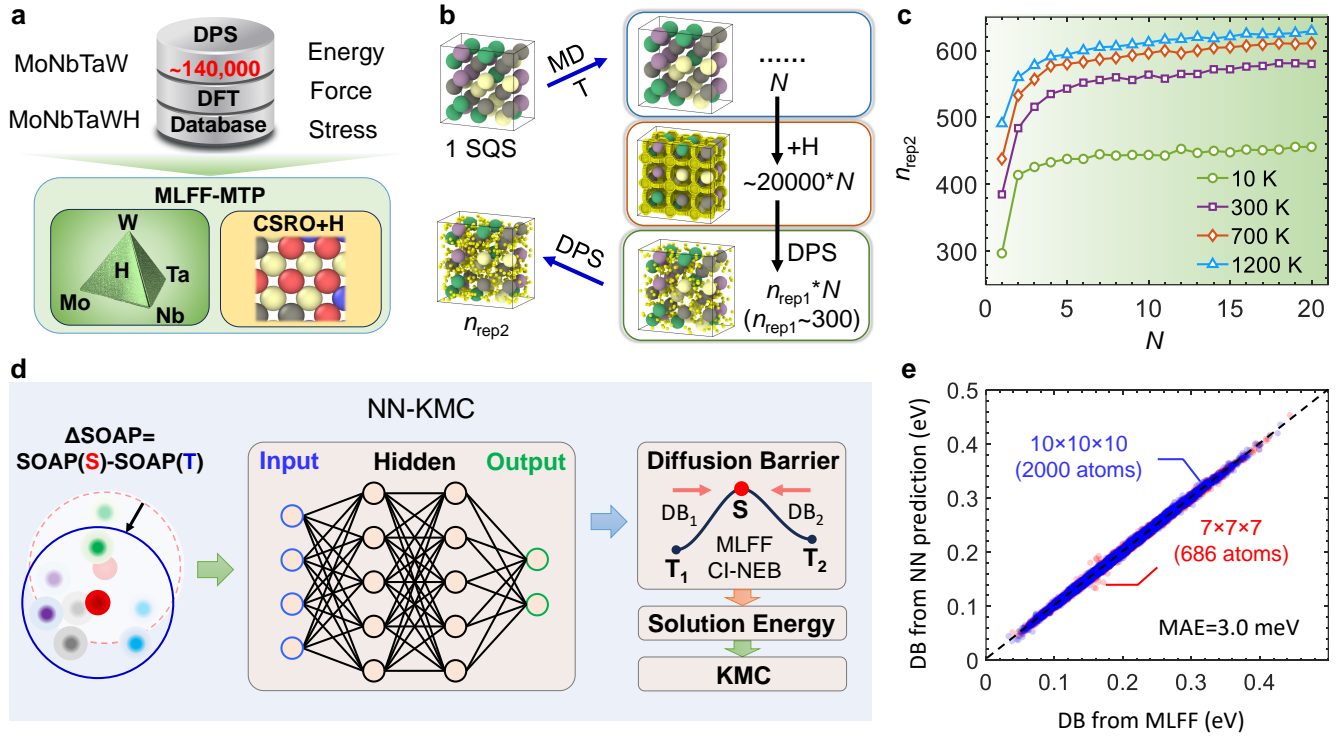 a
MoNbTaW
MoNbTaWH
DPS
~140,000
DFT
Database
Energy
Force
Stress
MLFF-MTP
W
H
Ta
Mo
Nb
CSRO+H
b
1 SQS
MD
T
......
N
+H
~20000*N
DPS
n_rep1*N
(n_rep1~300)
DPS
n_rep2
c
n_rep2
600
500
400
300
10 K
300 K
700 K
1200 K
0
5
10
15
20
N
d
NN-KMC
ΔSOAP=
SOAP(S)-SOAP(T)
Input
Hidden
Output
Diffusion Barrier
S
DB₁
DB₂
T₁
T₂
MLFF
CI-NEB
Solution Energy
KMC
e
DB from NN prediction (eV)
0.5
0.4
0.3
0.2
0.1
0
10×10×10
(2000 atoms)
7×7×7
(686 atoms)
MAE=3.0 meV
0
0.1
0.2
0.3
0.4
DB from MLFF (eV)